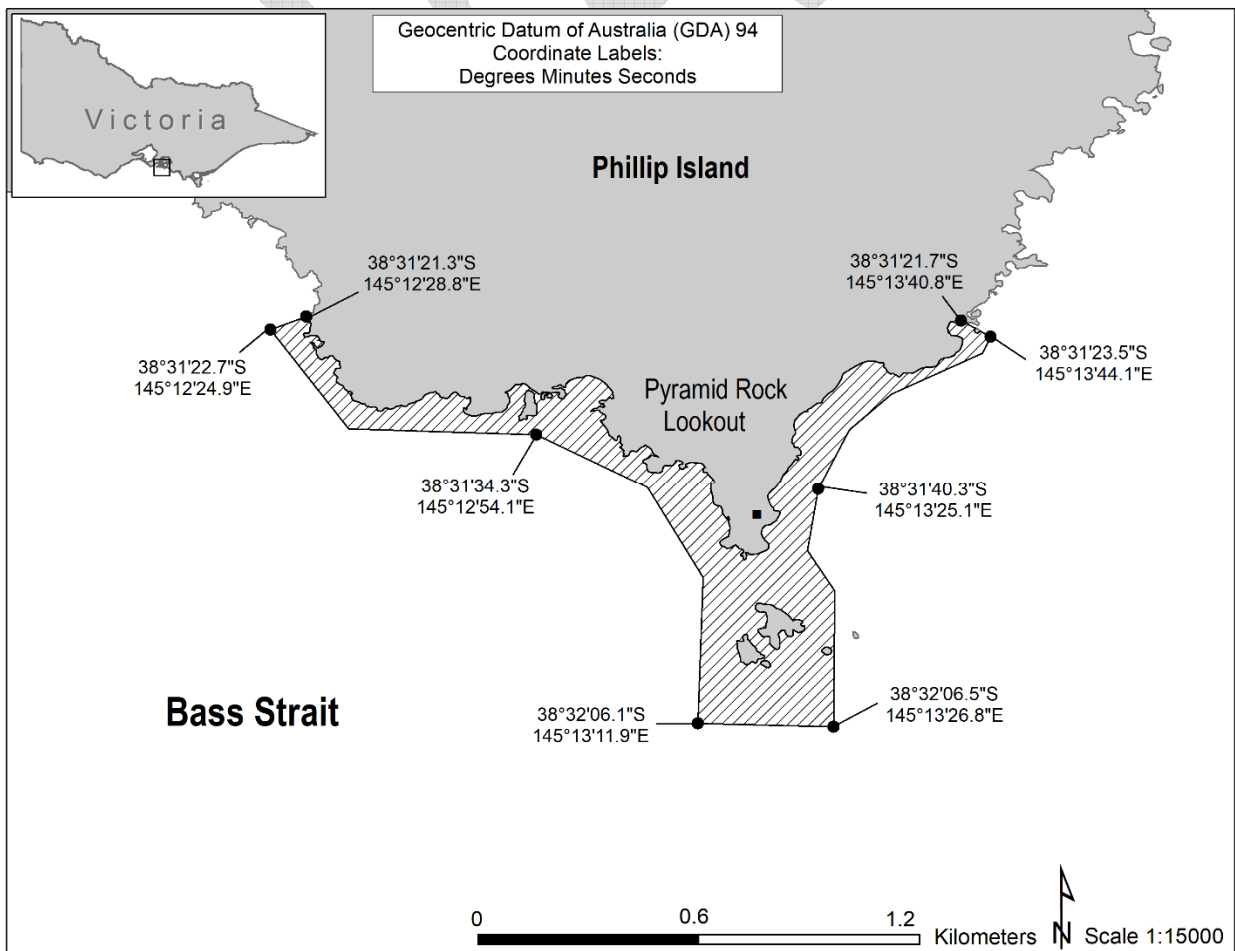 Geocentric Datum of Australia (GDA) 94
Coordinate Labels:
Degrees Minutes Seconds
Victoria
Phillip Island
38°31'21.3"S
145°12'28.8"E
38°31'21.7"S
145°13'40.8"E
38°31'22.7"S
145°12'24.9"E
38°31'23.5"S
145°13'44.1"E
Pyramid Rock
Lookout
38°31'34.3"S
145°12'54.1"E
38°31'40.3"S
145°13'25.1"E
Bass Strait
38°32'06.1"S
145°13'11.9"E
38°32'06.5"S
145°13'26.8"E
0 0.6 1.2
Kilometers N Scale 1:15000